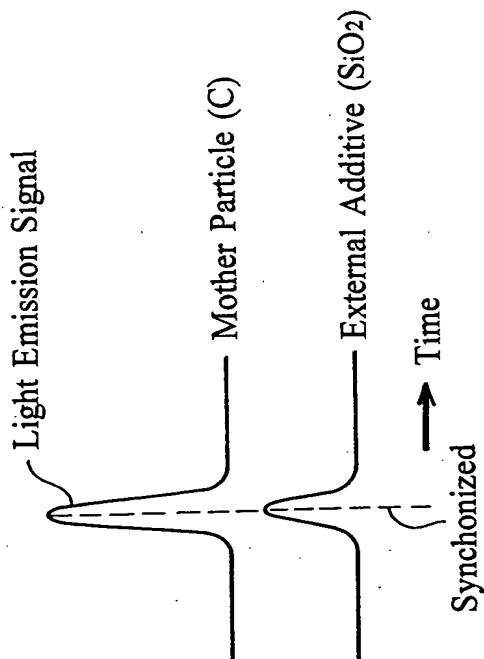 Light Emission Signal
Mother Particle (C)
External Additive (SiO2)
Time
Synchonized